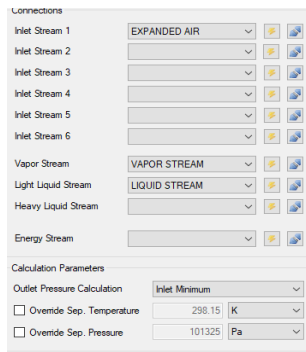 Connections
Inlet Stream 1 EXPANDED AIR
Inlet Stream 2
Inlet Stream 3
Inlet Stream 4
Inlet Stream 5
Inlet Stream 6
Vapor Stream VAPOR STREAM
Light Liquid Stream LIQUID STREAM
Heavy Liquid Stream
Energy Stream
Calculation Parameters
Outlet Pressure Calculation Inlet Minimum
Override Sep. Temperature 298.15 K
Override Sep. Pressure 101325 Pa